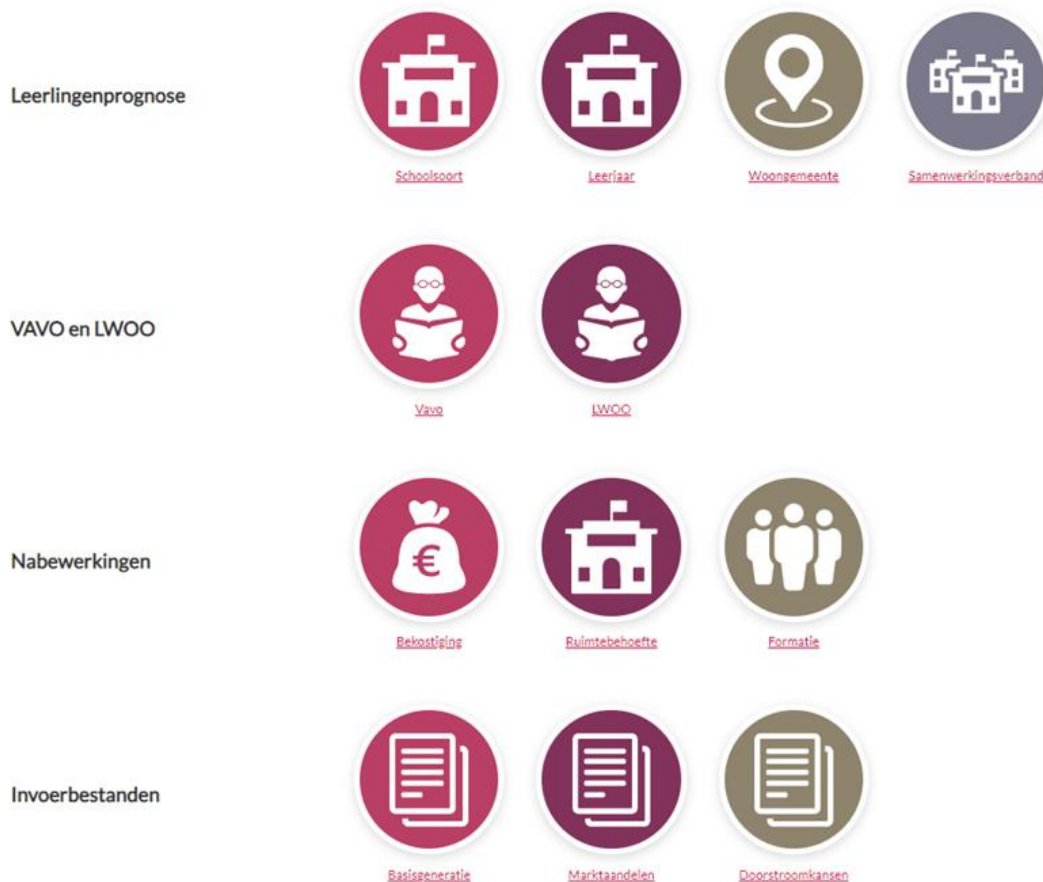 Leerlingenprognose
Schoolsoort
Leerjaar
Woongemeente
Samenwerkingsverband
VAVO en LWOO
Vavo
LWOO
Nabewerkingen
€
Bekostiging
Ruimtebehoefte
Formatie
Invoerbestanden
Basisgeneratie
Marktaandelen
Doorstroomkansen